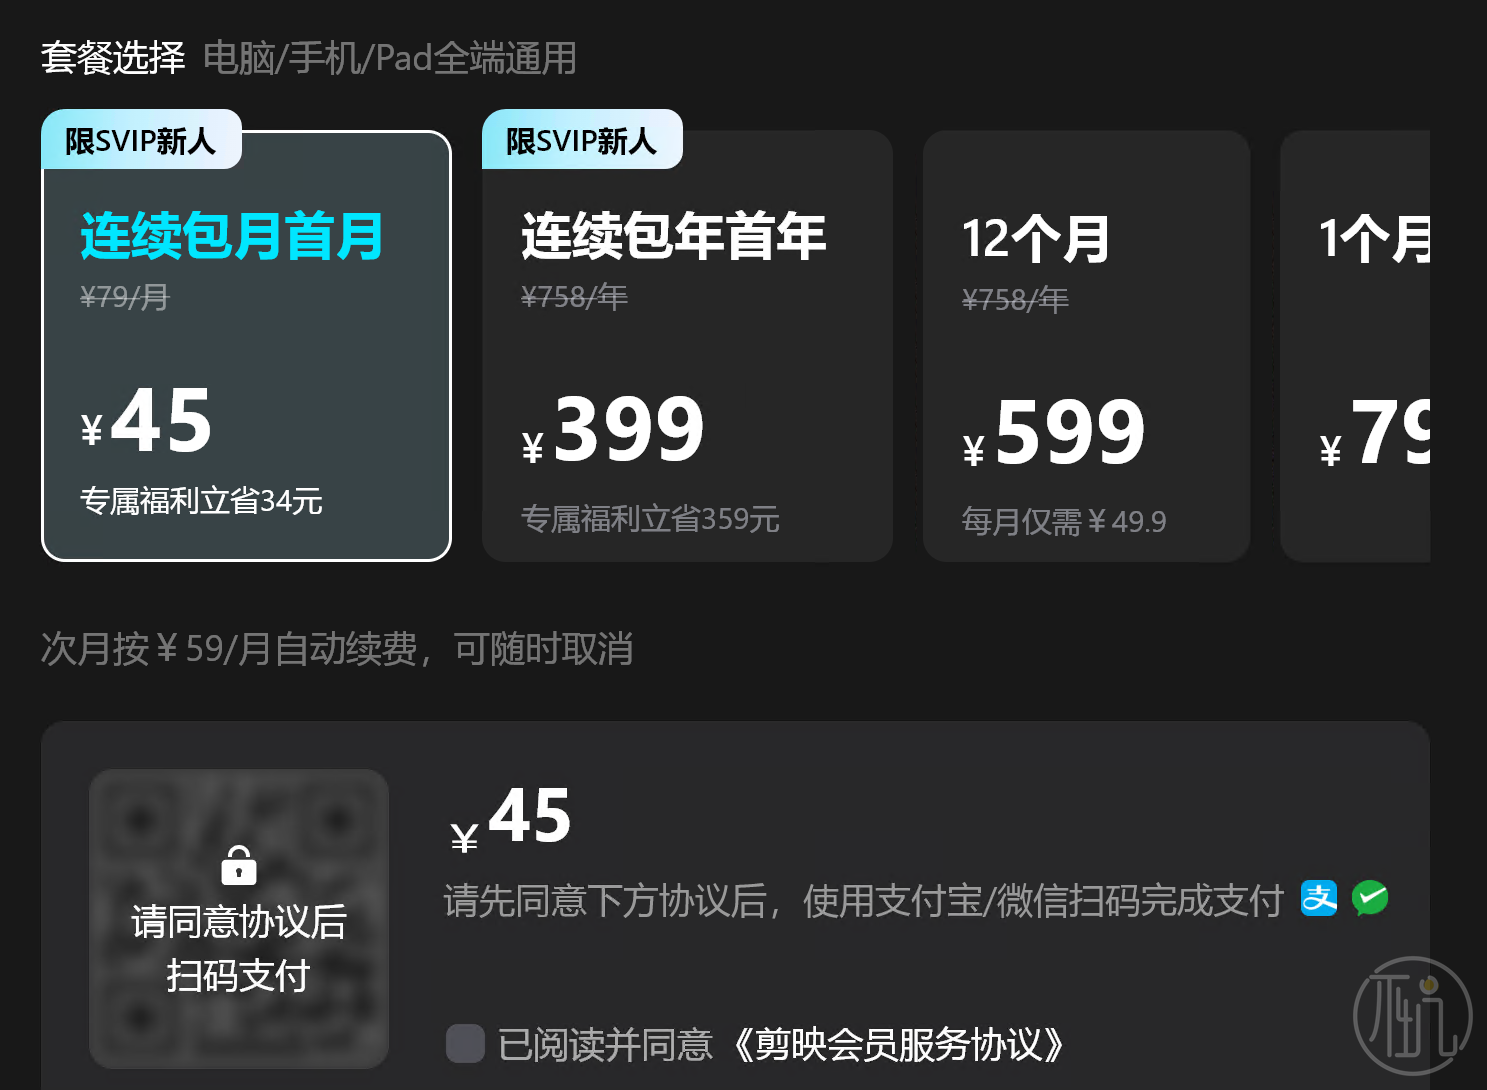 套餐选择 电脑/手机/Pad全端通用
限SVIP新人
连续包月首月
¥79/月
¥45
专属福利立省34元
限SVIP新人
连续包年首年
¥758/年
¥399
专属福利立省359元
12个月
¥758/年
¥599
每月仅需¥49.9
1个月
¥79
次月按¥59/月自动续费，可随时取消
请同意协议后
扫码支付
¥45
请先同意下方协议后，使用支付宝/微信扫码完成支付
支
已阅读并同意《剪映会员服务协议》